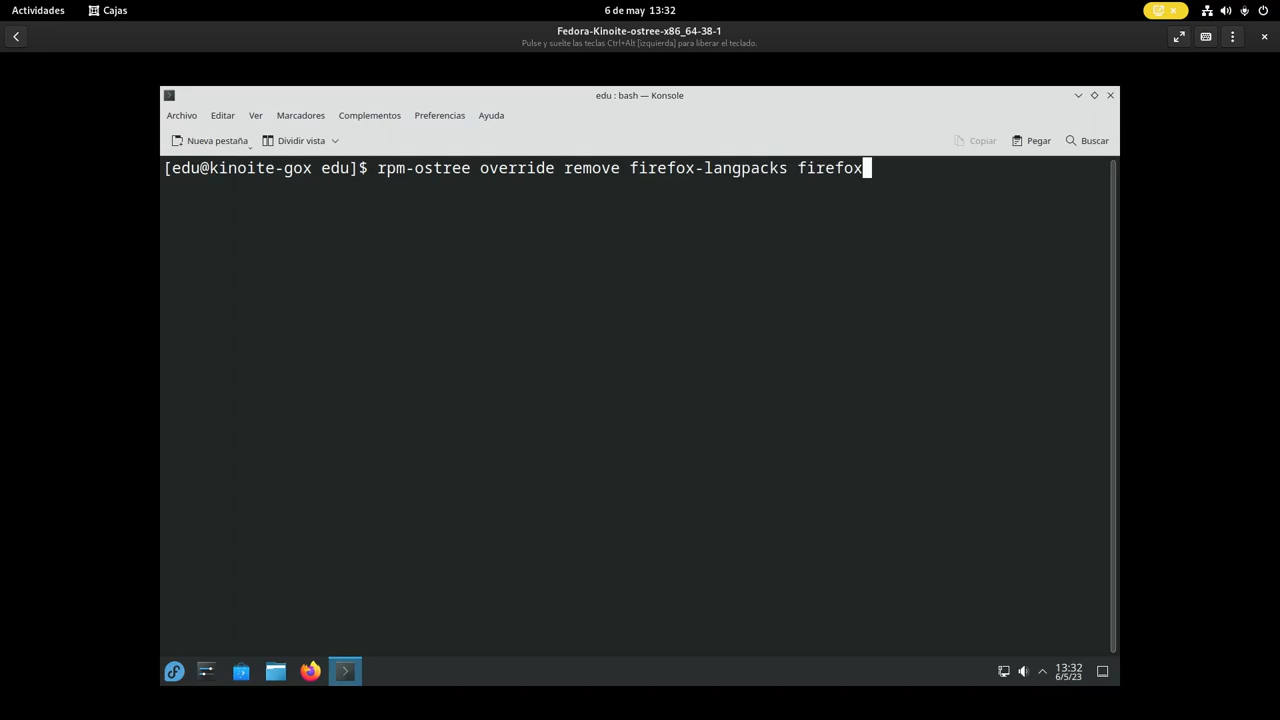 Actividades
Cajas
6 de may 13:32
Fedora-Kinoite-ostree-x86_64-38-1
Pulse y suelte las teclas Ctrl+Alt [izquierda] para liberar el teclado.
edu : bash — Konsole
Archivo Editar Ver Marcadores Complementos Preferencias Ayuda
Nueva pestaña Dividir vista Copiar Pegar Buscar
[edu@kinoite-gox edu]$ rpm-ostree override remove firefox-langpacks firefox
13:32
6/5/23